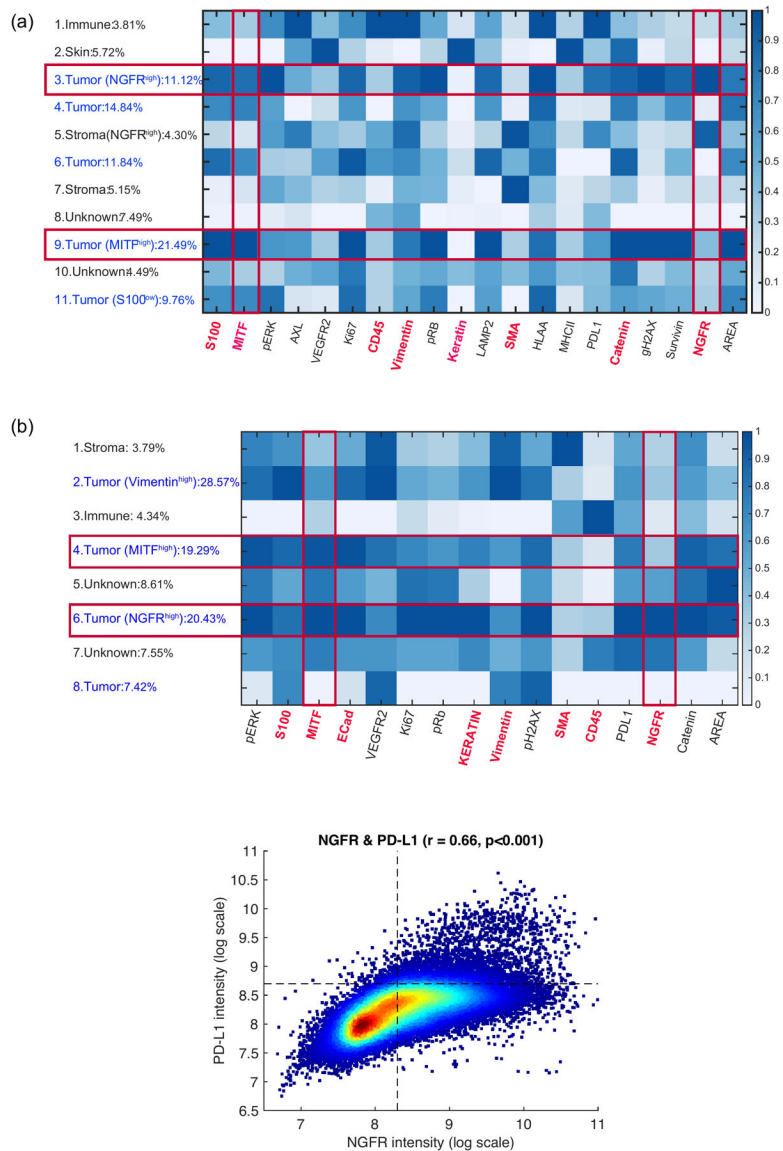 (a)
1.Immune:3.81%
2. Skin:5.72%
3.Tumor (NGFRhigh):11.12%
4.Tumor:14.84%
5.Stroma(NGFRhigh):4.30%
6.Tumor:11.84%
7.Stroma:5.15%
8.Unknown:7.49%
9.Tumor (MITFhigh):21.49%
10.Unknown:4.49%
11.Tumor (S100low):9.76%
S100 MITF pERK AXL VEGFR2 Ki67 CD45 Vimentin pRB Keratin LAMP2 SMA HLAA MHCII PDL1 Catenin gH2AX Survivin NGFR AREA
1
0.9
0.8
0.7
0.6
0.5
0.4
0.3
0.2
0.1
0
(b)
1.Stroma: 3.79%
2.Tumor (Vimentinhigh):28.57%
3.Immune: 4.34%
4.Tumor (MITFhigh):19.29%
5.Unknown:8.61%
6.Tumor (NGFRhigh):20.43%
7.Unknown:7.55%
8.Tumor:7.42%
pERK S100 MITF ECad VEGFR2 Ki67 pRb KERATIN Vimentin pH2AX SMA CD45 PDL1 NGFR Catenin AREA
1
0.9
0.8
0.7
0.6
0.5
0.4
0.3
0.2
0.1
0
NGFR & PD-L1 (r = 0.66, p<0.001)
PD-L1 intensity (log scale)
11
10.5
10
9.5
9
8.5
8
7.5
7
6.5
7 8 9 10 11
NGFR intensity (log scale)